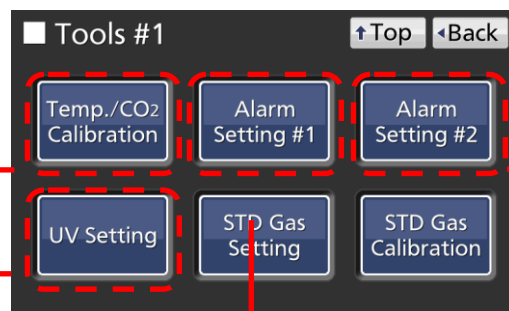 Tools #1
↑Top ◂Back
Temp./CO2
Calibration
Alarm
Setting #1
Alarm
Setting #2
UV Setting
STD Gas
Setting
STD Gas
Calibration